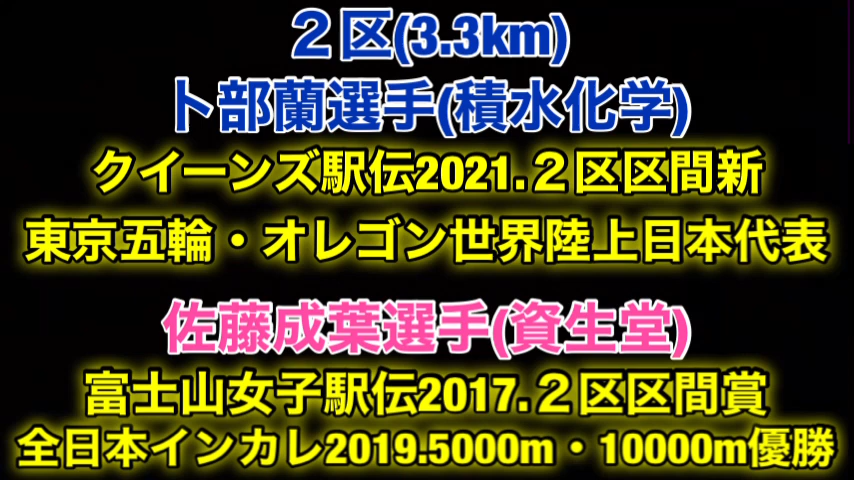 ２区(3.3km)
卜部蘭選手(積水化学)
クイーンズ駅伝2021.２区区間新
東京五輪・オレゴン世界陸上日本代表
佐藤成葉選手(資生堂)
富士山女子駅伝2017.２区区間賞
全日本インカレ2019.5000m・10000m優勝